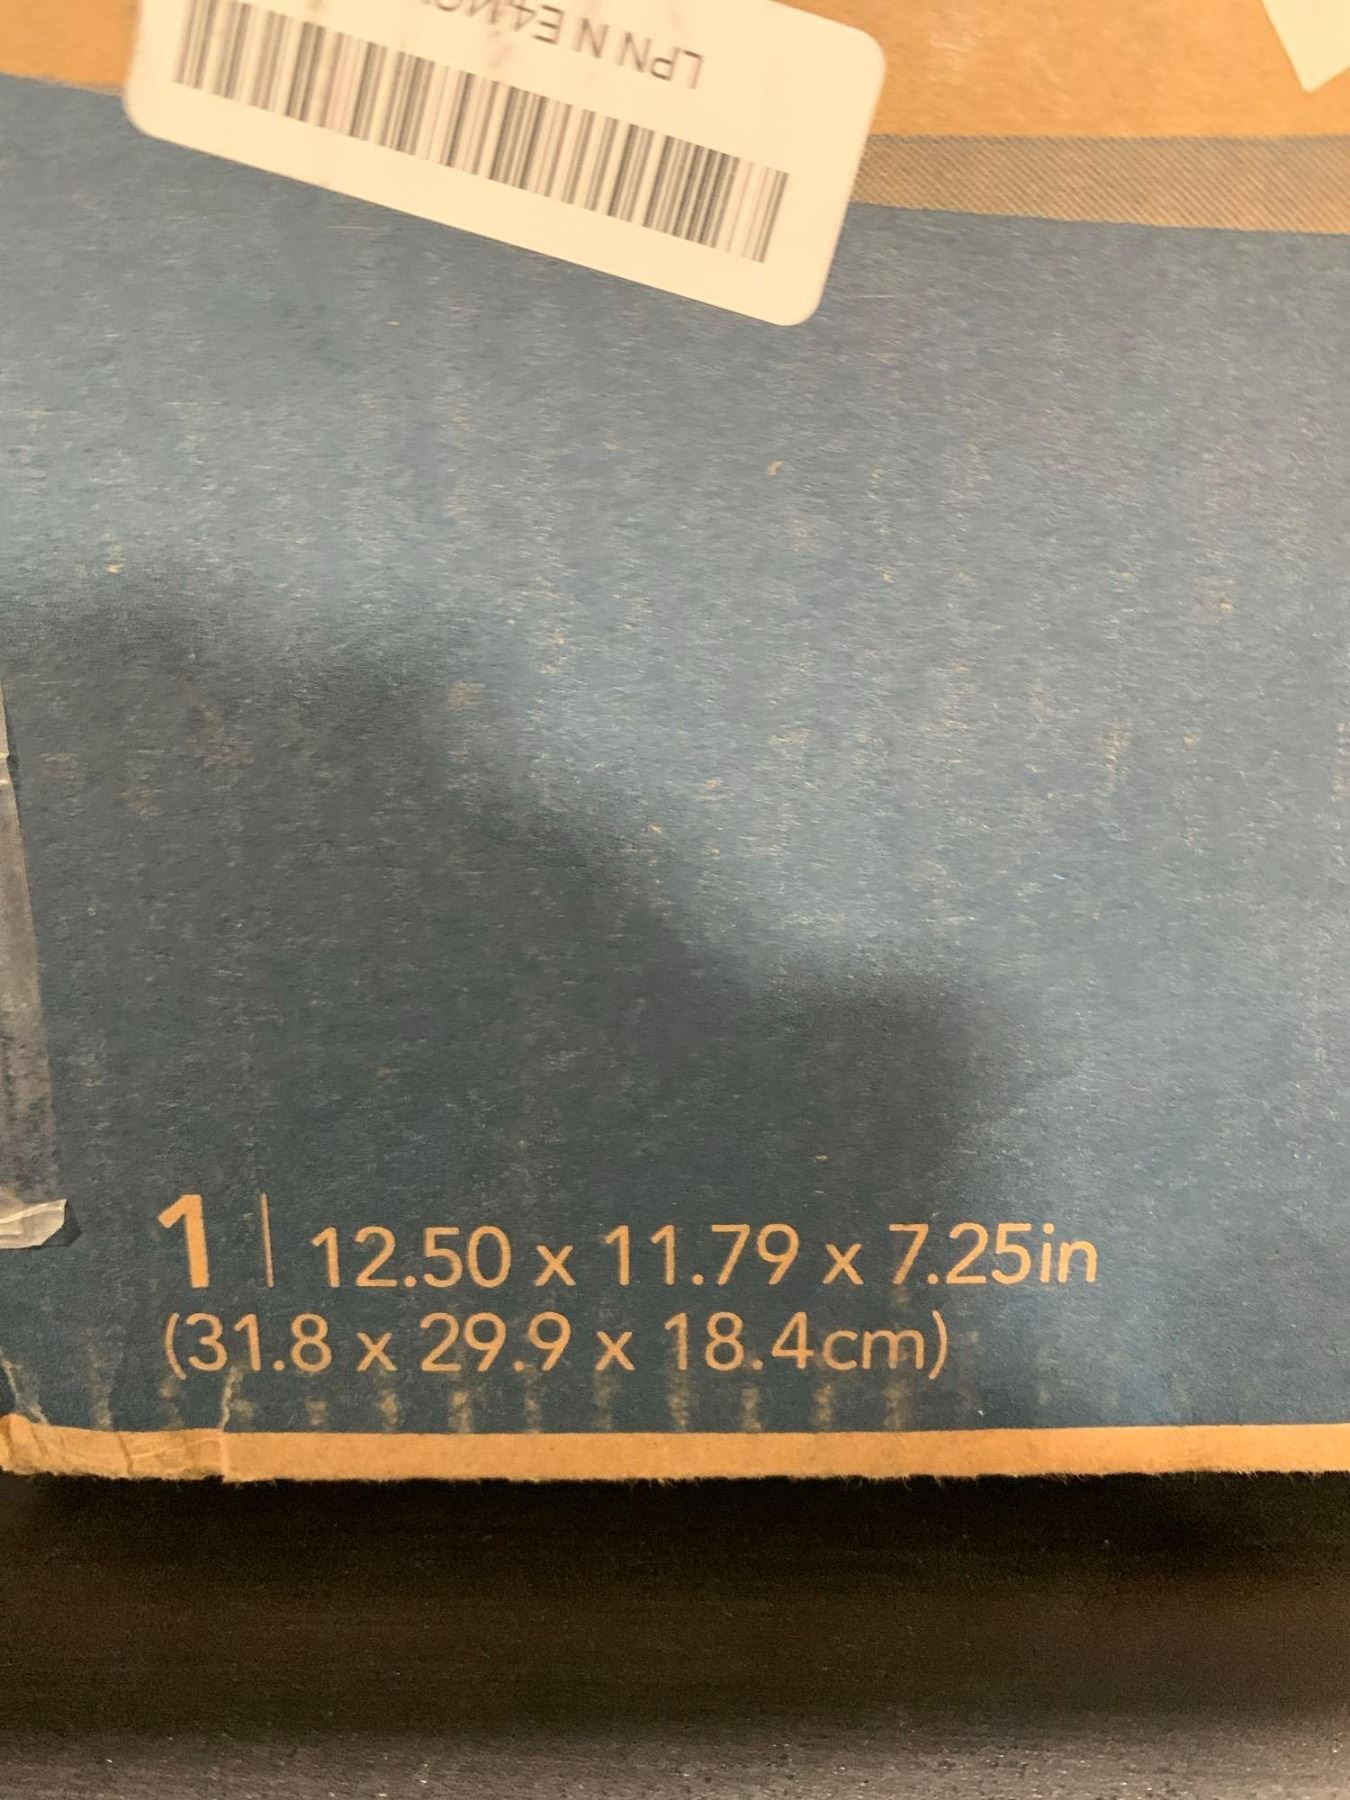 LPN N E4
1 | 12.50 x 11.79 x 7.25in
(31.8 x 29.9 x 18.4cm)